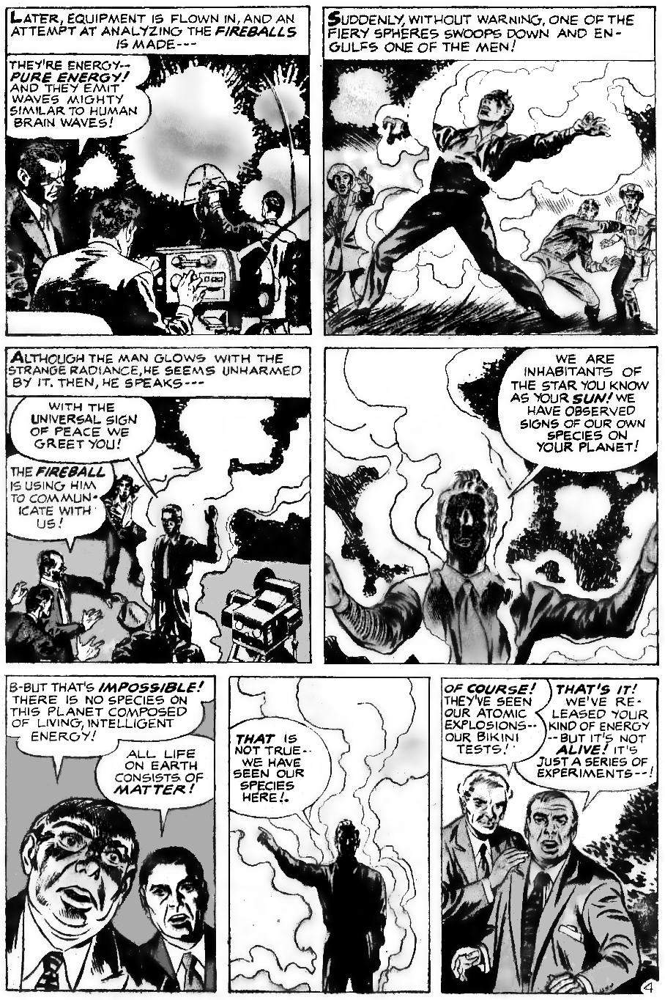 LATER, EQUIPMENT IS FLOWN IN, AND AN
ATTEMPT AT ANALYZING THE FIREBALLS
IS MADE---
THEY'RE ENERGY--
PURE ENERGY!
AND THEY EMIT
WAVES MIGHTY
SIMILAR TO HUMAN
BRAIN WAVES!
SUDDENLY, WITHOUT WARNING, ONE OF THE
FIERY SPHERES SWOOPS DOWN AND EN-
GULFS ONE OF THE MEN!
ALTHOUGH THE MAN GLOWS WITH THE
STRANGE RADIANCE, HE SEEMS UNHARMED
BY IT. THEN, HE SPEAKS---
WITH THE
UNIVERSAL SIGN
OF PEACE WE
GREET YOU!
THE FIREBALL
IS USING HIM
TO COMMUN-
ICATE WITH
US!
WE ARE
INHABITANTS OF
THE STAR YOU KNOW
AS YOUR SUN! WE
HAVE OBSERVED
SIGNS OF OUR OWN
SPECIES ON
YOUR PLANET!
B-BUT THAT'S IMPOSSIBLE!
THERE IS NO SPECIES ON
THIS PLANET COMPOSED
OF LIVING, INTELLIGENT
ENERGY!
ALL LIFE
ON EARTH
CONSISTS OF
MATTER!
THAT IS
NOT TRUE--
WE HAVE
SEEN OUR
SPECIES
HERE!
OF COURSE!
THEY'VE SEEN
OUR ATOMIC
EXPLOSIONS--
OUR BIKINI
TESTS!
THAT'S IT!
WE'VE RE-
LEASED YOUR
KIND OF ENERGY
--BUT IT'S NOT
ALIVE! IT'S
JUST A SERIES OF
EXPERIMENTS--!
4